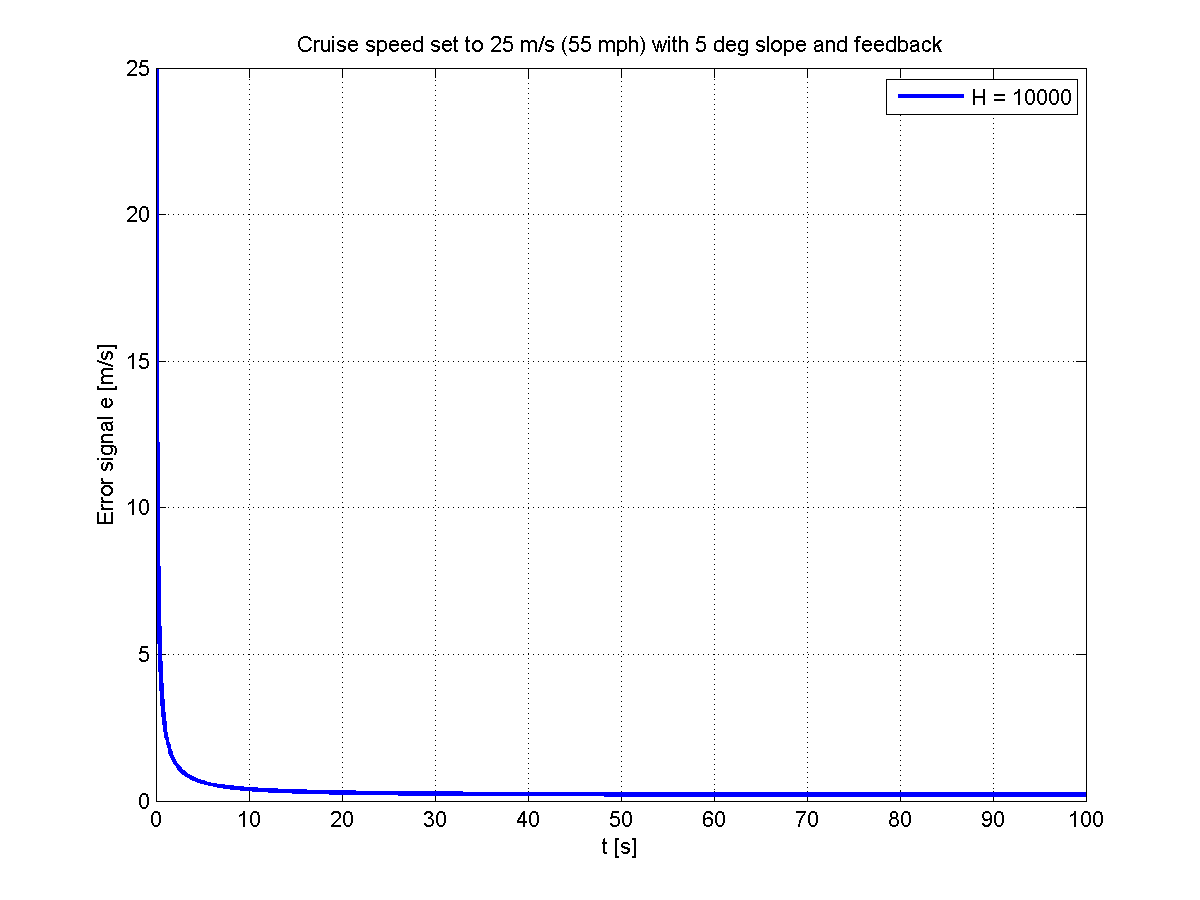 Cruise speed set to 25 m/s (55 mph) with 5 deg slope and feedback
H = 10000
Error signal e [m/s]
25
20
15
10
5
0
0 10 20 30 40 50 60 70 80 90 100
t [s]